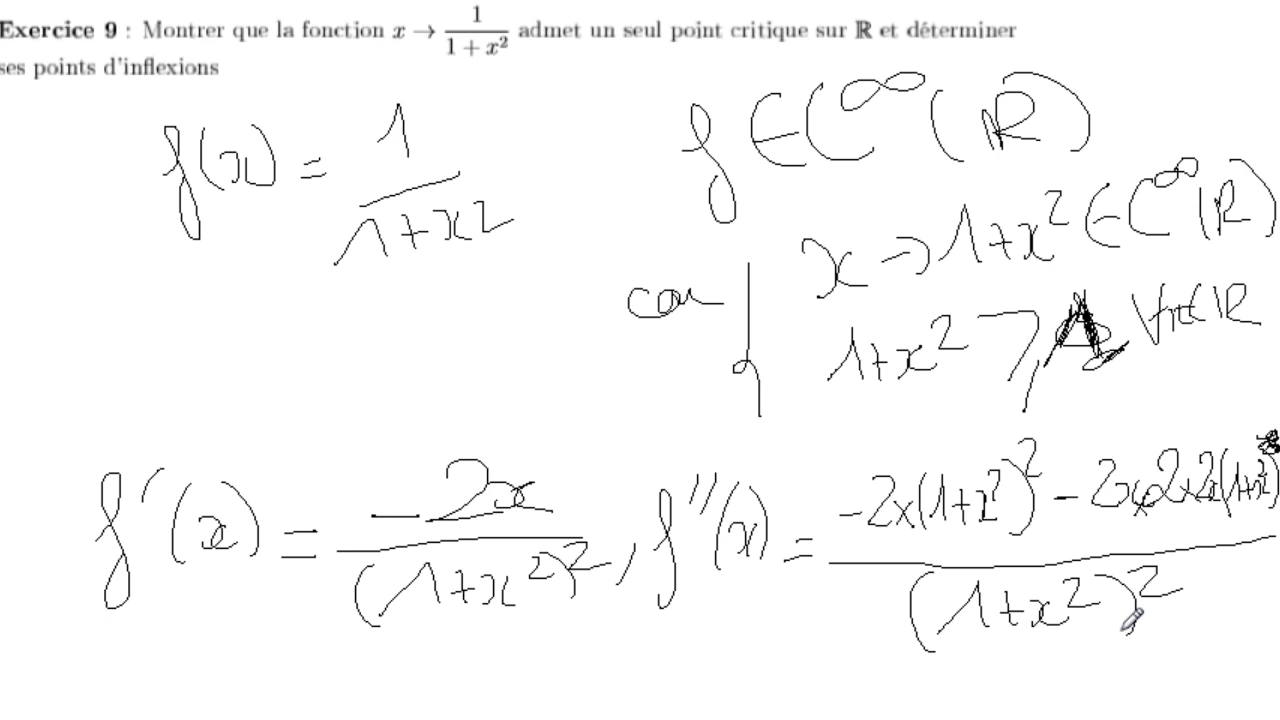 Exercice 9 : Montrer que la fonction x → 1/(1 + x²) admet un seul point critique sur ℝ et déterminer
ses points d'inflexions
f(x) = 1/(1+x²)
f ∈ C^∞(ℝ)
car
x → 1+x² ∈ C^∞(ℝ)
1+x² ≥ ∀x∈ℝ
f'(x) = -2x/(1+x²)², f''(x) = -2×(1+x²)² - 2x×2×2x(1+x²)
/(1+x²)²